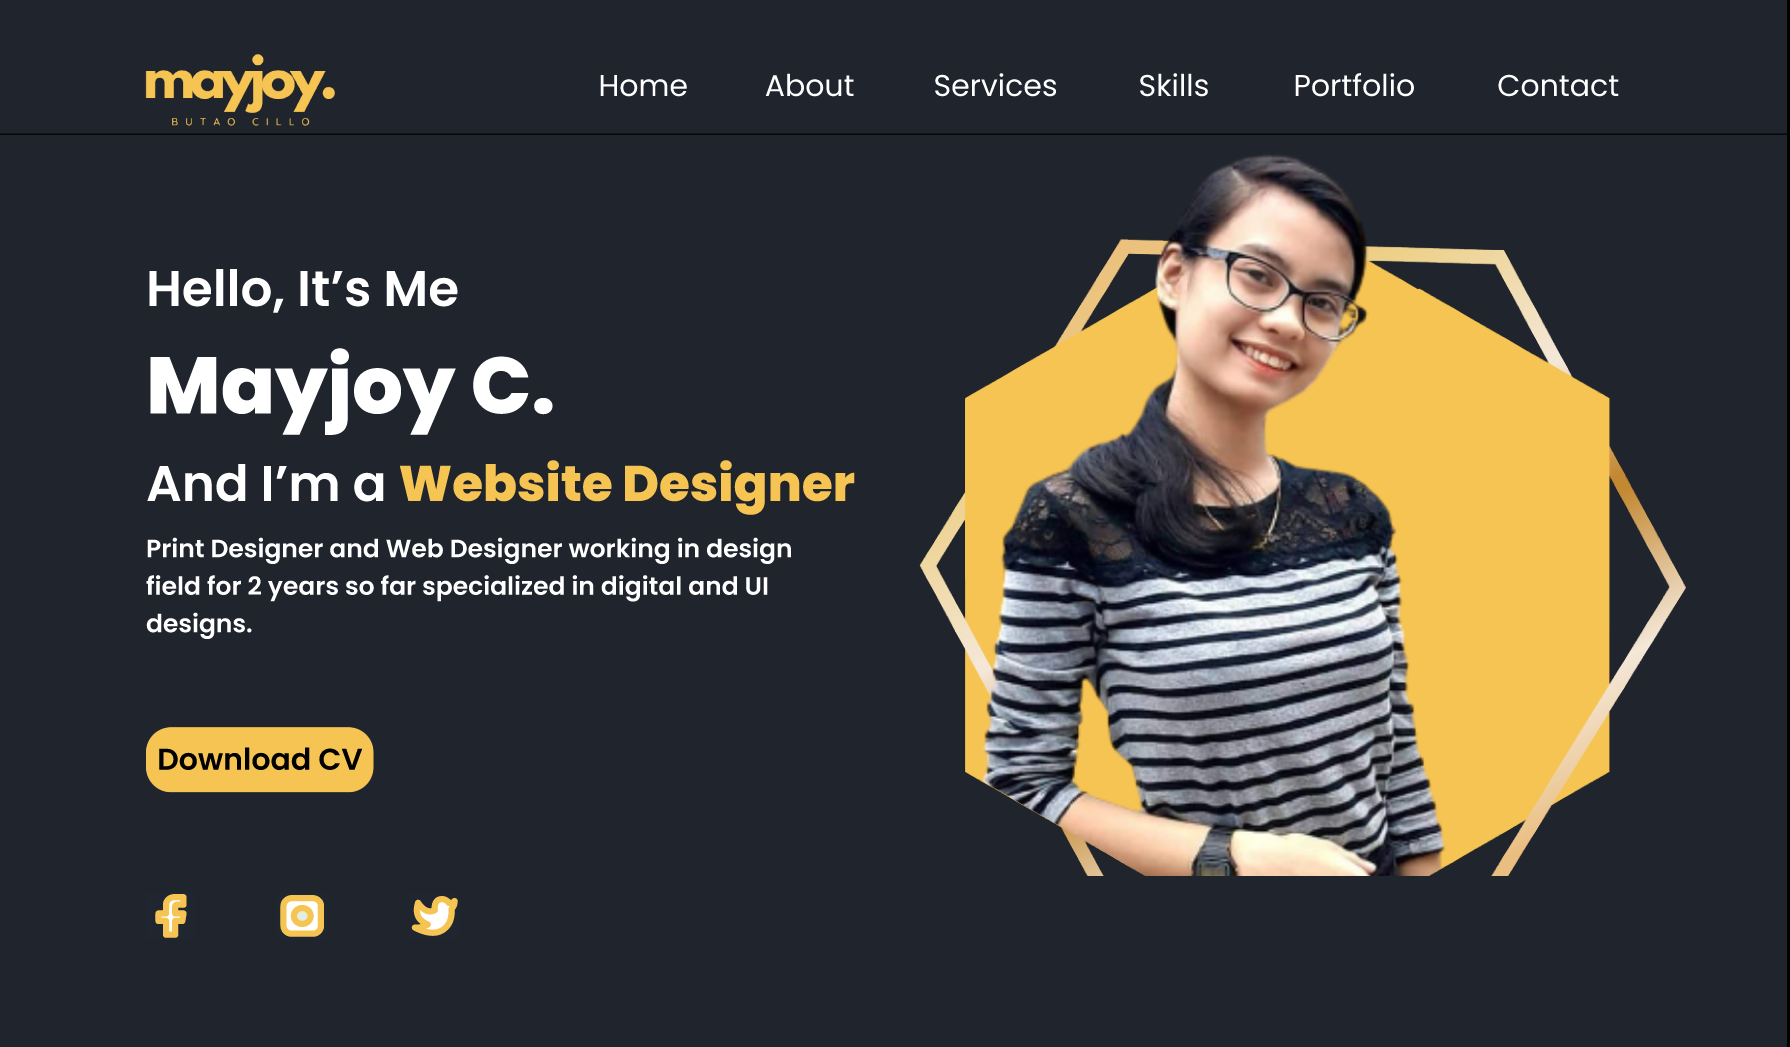 mayjoy.
BUTAO CILLO
Home About Services Skills Portfolio Contact
Hello, It’s Me
Mayjoy C.
And I’m a Website Designer
Print Designer and Web Designer working in design
field for 2 years so far specialized in digital and UI
designs.
Download CV